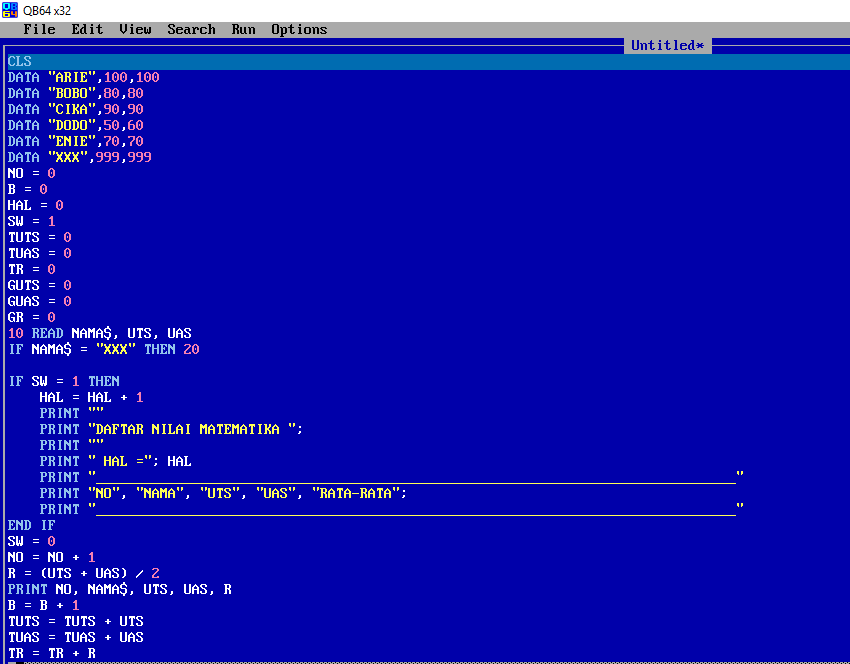 QB64 x32
File Edit View Search Run Options
Untitled*
CLS
DATA "ARIE",100,100
DATA "BOBO",80,80
DATA "CIKA",90,90
DATA "DODO",50,60
DATA "ENIE",70,70
DATA "XXX",999,999
NO = 0
B = 0
HAL = 0
SW = 1
TUTS = 0
TUAS = 0
TR = 0
GUTS = 0
GUAS = 0
GR = 0
10 READ NAMA$, UTS, UAS
IF NAMA$ = "XXX" THEN 20
IF SW = 1 THEN
    HAL = HAL + 1
    PRINT ""
    PRINT "DAFTAR NILAI MATEMATIKA ";
    PRINT ""
    PRINT " HAL ="; HAL
    PRINT "________________________________________________________________________________"
    PRINT "NO", "NAMA", "UTS", "UAS", "RATA-RATA";
    PRINT "________________________________________________________________________________"
END IF
SW = 0
NO = NO + 1
R = (UTS + UAS) / 2
PRINT NO, NAMA$, UTS, UAS, R
B = B + 1
TUTS = TUTS + UTS
TUAS = TUAS + UAS
TR = TR + R